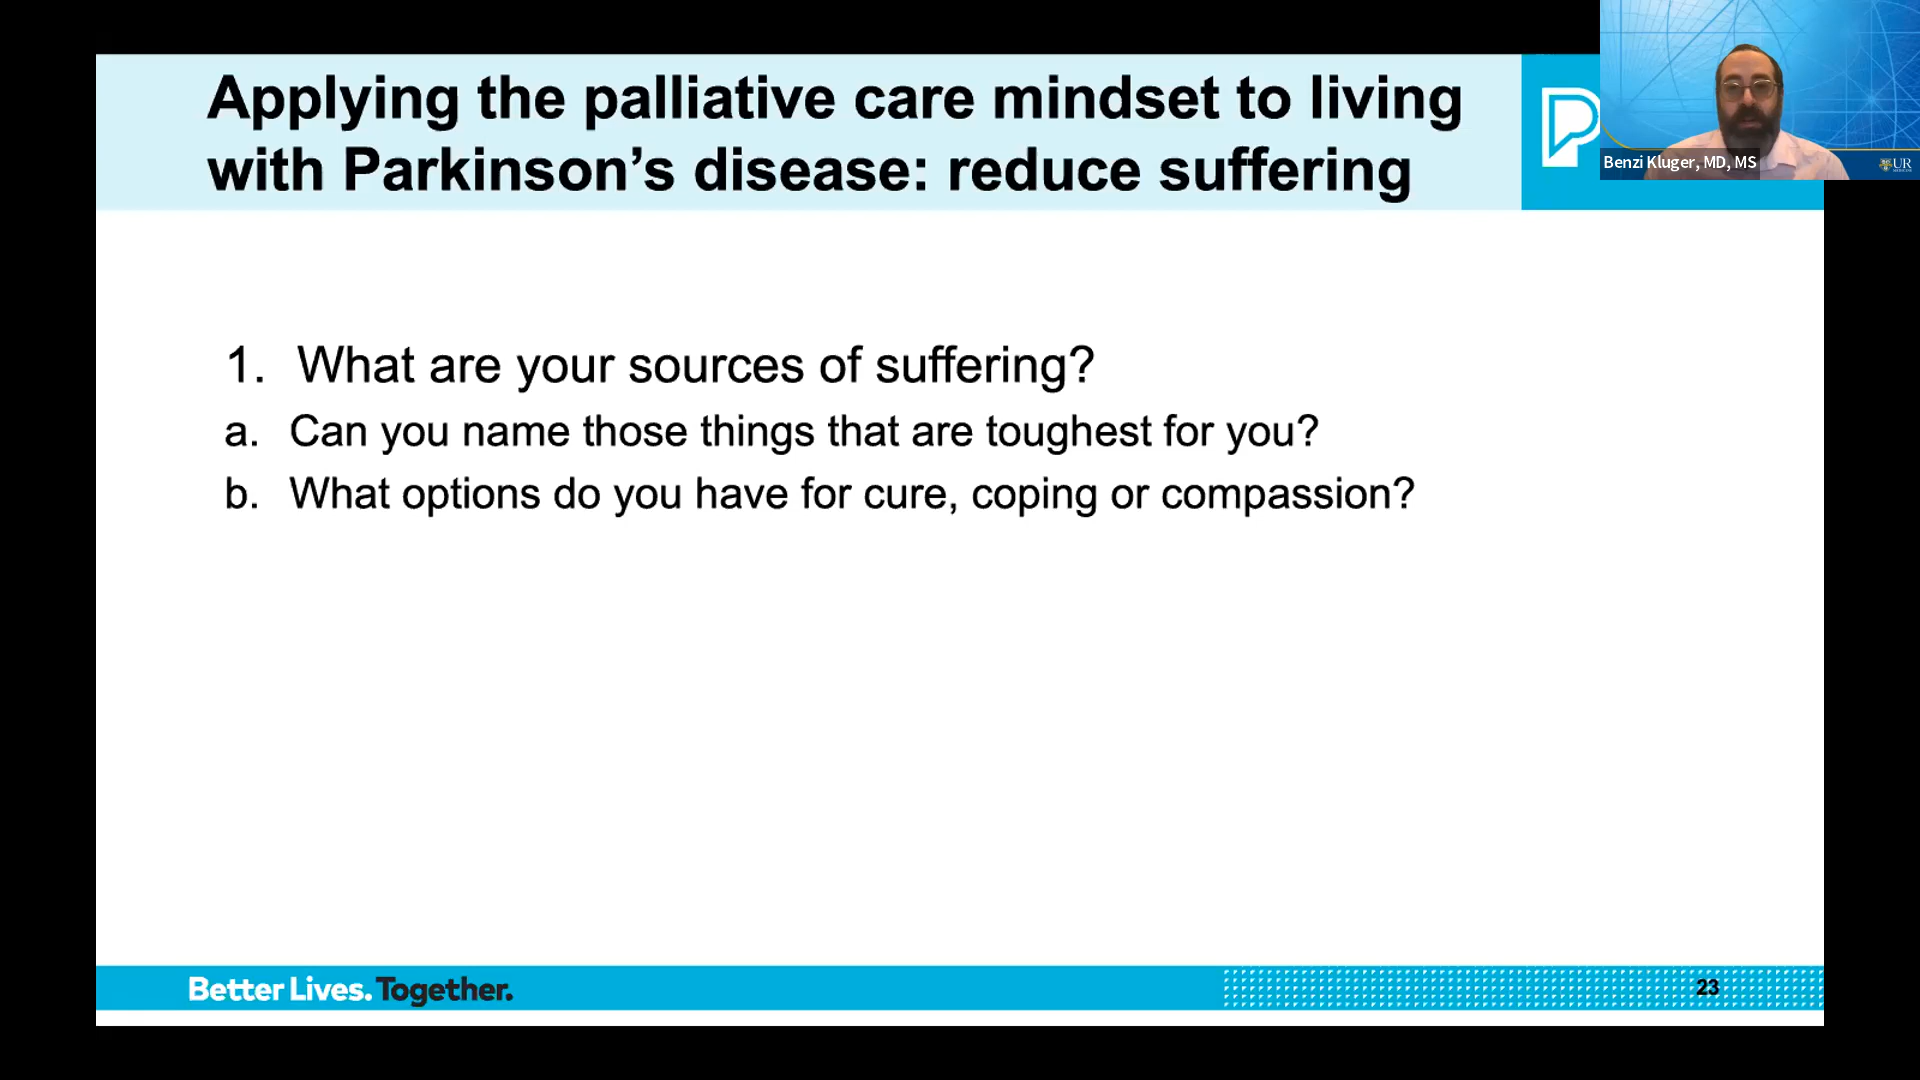 Applying the palliative care mindset to living
with Parkinson’s disease: reduce suffering
P
Benzi Kluger, MD, MS
UR
1. What are your sources of suffering?
a. Can you name those things that are toughest for you?
b. What options do you have for cure, coping or compassion?
Better Lives. Together.
23